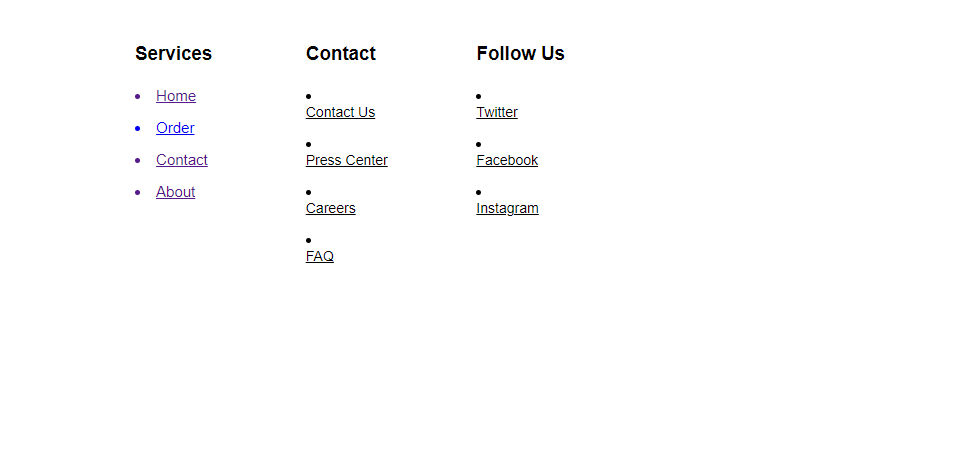 Services
Home
Order
Contact
About
Contact
Contact Us
Press Center
Careers
FAQ
Follow Us
Twitter
Facebook
Instagram